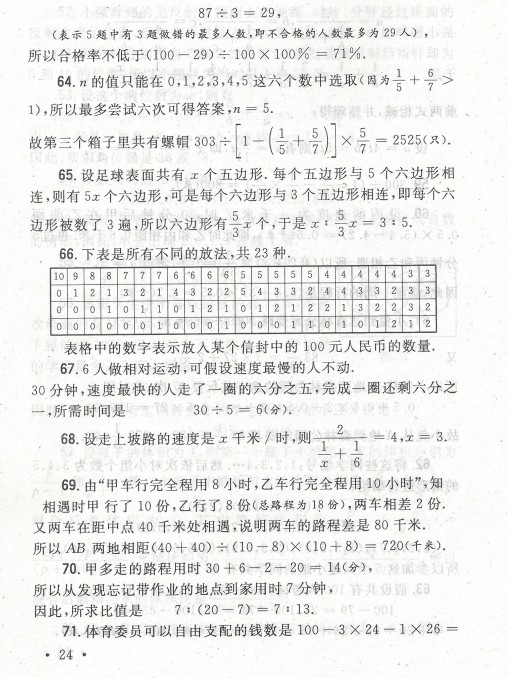 87÷3=29,
(表示5题中有3题做错的最多人数,即不合格的人数最多为29人),
所以合格率不低于(100-29)÷100×100%=71%.
64. n的值只能在0,1,2,3,4,5这六个数中选取(因为1/5+6/7>
1),所以最多尝试六次可得答案,n=5.
故第三个箱子里共有螺帽303÷[1-(1/5+5/7)]×5/7=2525(只).
65. 设足球表面共有x个五边形.每个五边形与5个六边形相
连,则有5x个六边形,可是每个六边形与3个五边形相连,即每个六
边形被数了3遍,所以六边形有5/3x个,于是x:5/3x=3:5.
66. 下表是所有不同的放法,共23种.
10 9 8 8 7 7 7 6 6 6 6 5 5 5 5 5 4 4 4 4 4 3 3
0 1 2 1 3 2 1 4 3 2 2 5 4 3 3 2 4 4 3 3 2 3 3
0 0 0 1 0 1 1 0 1 2 1 0 1 2 1 2 2 1 3 2 2 3 2
0 0 0 0 0 0 1 0 0 0 1 0 0 0 1 1 0 1 0 1 2 1 2
表格中的数字表示放入某个信封中的100元人民币的数量.
67. 6人做相对运动,可假设速度最慢的人不动.
30分钟,速度最快的人走了一圈的六分之五,完成一圈还剩六分之
一,所需时间是 30÷5=6(分).
68. 设走上坡路的速度是x千米/时,则2/(1/x+1/6)=4,x=3.
69. 由“甲车行完全程用8小时,乙车行完全程用10小时”,知
相遇时甲行了10份,乙行了8份(总路程为18份),两车相差2份.
又两车在距中点40千米处相遇,说明两车的路程差是80千米.
所以AB两地相距(40+40)÷(10-8)×(10+8)=720(千米).
70. 甲多走的路程用时30+6-2-20=14(分),
所以从发现忘记带作业的地点到家用时7分钟,
因此,所求比值是 7:(20-7)=7:13.
71. 体育委员可以自由支配的钱数是100-3×24-1×26=
• 24 •